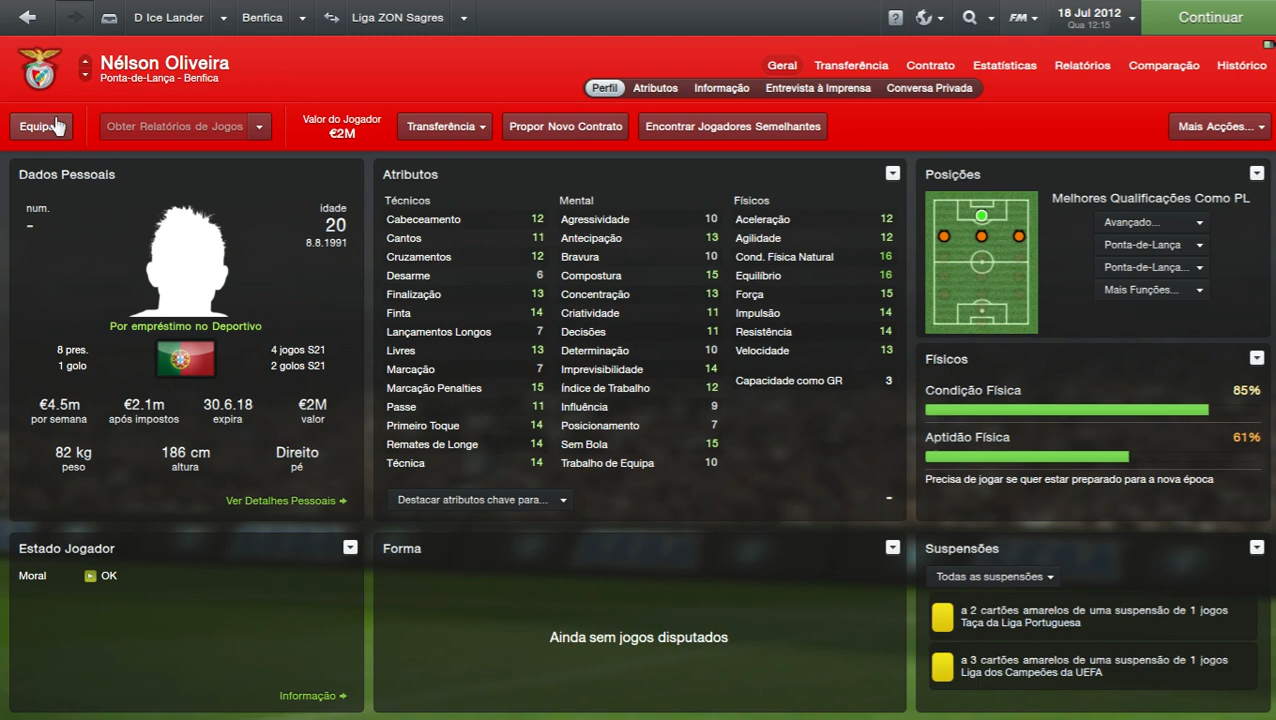 D Ice Lander Benfica Liga ZON Sagres ? FM 18 Jul 2012 Continuar
Qua 12:15
Nélson Oliveira
Ponta-de-Lança - Benfica
Geral Transferência Contrato Estatísticas Relatórios Comparação Histórico
Perfil Atributos Informação Entrevista à Imprensa Conversa Privada
Obter Relatórios de Jogos Valor do Jogador Transferência Propor Novo Contrato Encontrar Jogadores Semelhantes Mais Acções...
€2M
Dados Pessoais
num. idade
- 20
8.8.1991
Por empréstimo no Deportivo
8 pres. 4 jogos S21
1 golo 2 golos S21
€4.5m €2.1m 30.6.18 €2M
por semana após impostos expira valor
82 kg 186 cm Direito
peso altura pé
Ver Detalhes Pessoais
Atributos
Técnicos Mental Físicos
Cabeceamento 12 Agressividade 10 Aceleração 12
Cantos 11 Antecipação 13 Agilidade 12
Cruzamentos 12 Bravura 10 Cond. Física Natural 16
Desarme 6 Compostura 15 Equilíbrio 16
Finalização 13 Concentração 13 Força 15
Finta 14 Criatividade 11 Impulsão 14
Lançamentos Longos 7 Decisões 11 Resistência 14
Livres 13 Determinação 10 Velocidade 13
Marcação 7 Imprevisibilidade 14
Capacidade como GR 3
Marcação Penalties 15 Índice de Trabalho 12
Passe 11 Influência 9
Primeiro Toque 14 Posicionamento 7
Remates de Longe 14 Sem Bola 15
Técnica 14 Trabalho de Equipa 10
Destacar atributos chave para... -
Posições
Melhores Qualificações Como PL
Avançado...
Ponta-de-Lança
Ponta-de-Lança...
Mais Funções...
Físicos
Condição Física 85%
Aptidão Física 61%
Precisa de jogar se quer estar preparado para a nova época
Estado Jogador
Moral OK
Informação
Forma
Ainda sem jogos disputados
Suspensões
Todas as suspensões
a 2 cartões amarelos de uma suspensão de 1 jogos
Taça da Liga Portuguesa
a 3 cartões amarelos de uma suspensão de 1 jogos
Liga dos Campeões da UEFA